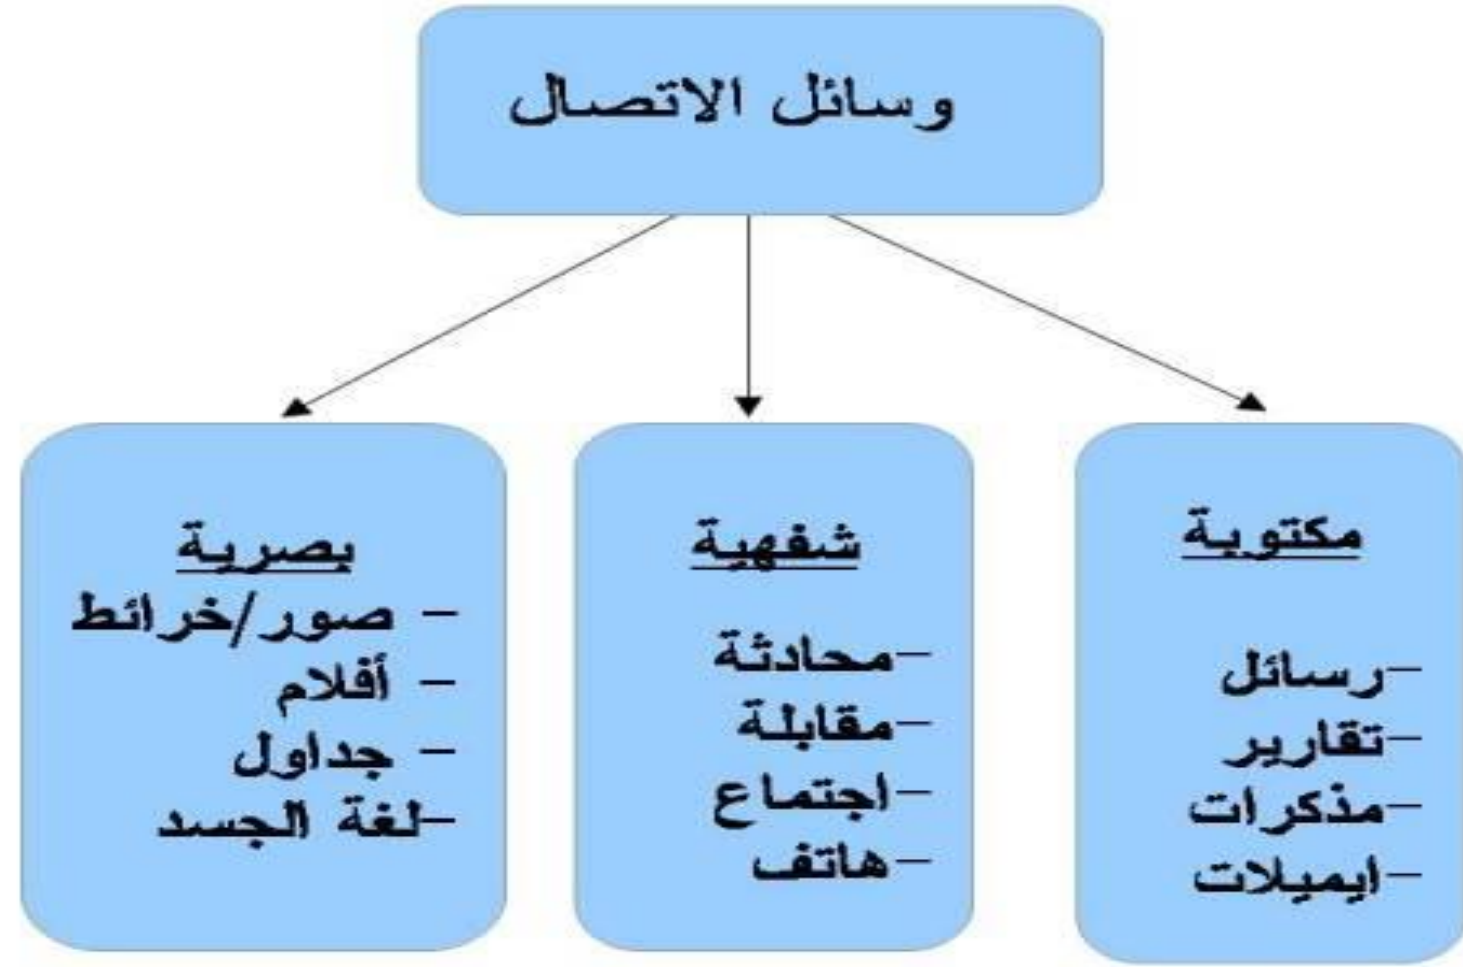 وسائل الاتصال
مكتوبة
-رسائل
-تقارير
-مذكرات
-ايميلات
شفهية
-محادثة
-مقابلة
-اجتماع
-هاتف
بصرية
- صور/خرائط
- أفلام
- جداول
-لغة الجسد